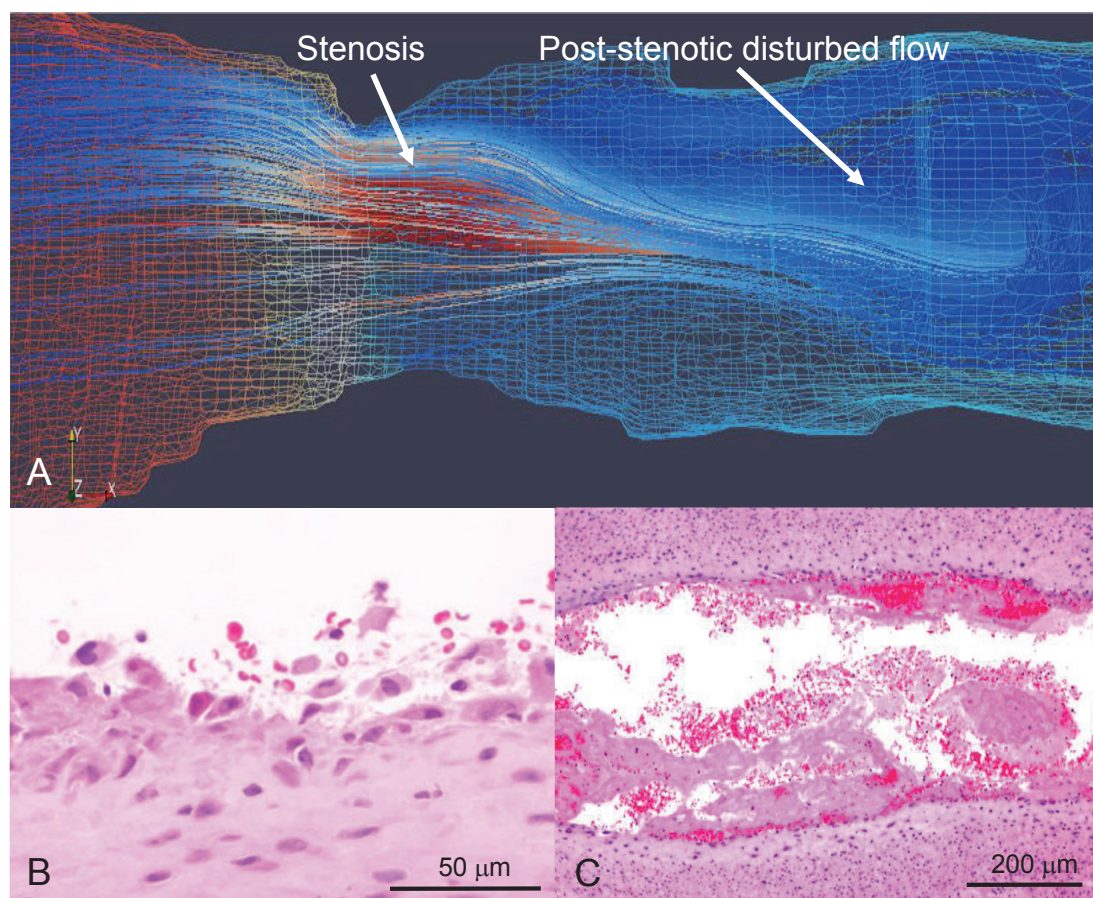 Stenosis
Post-stenotic disturbed flow
Y
Z
X
A
B
50 μm
C
200 μm